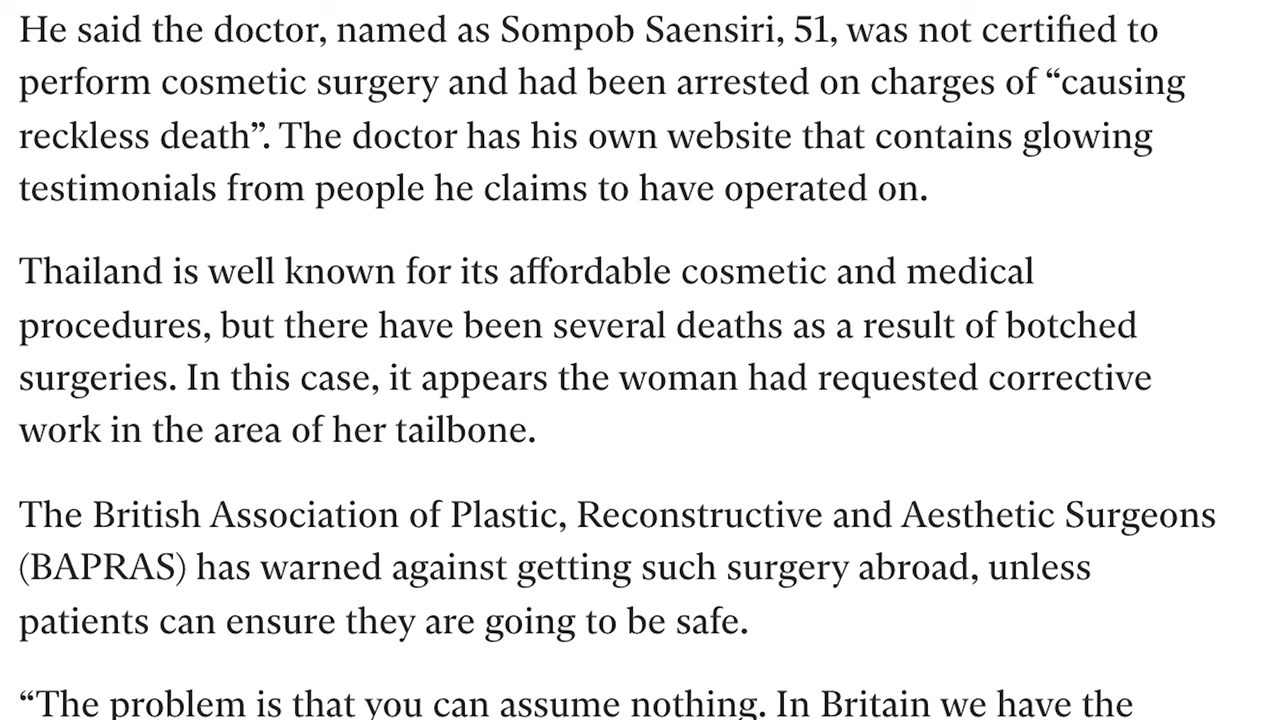 He said the doctor, named as Sompob Saensiri, 51, was not certified to
perform cosmetic surgery and had been arrested on charges of “causing
reckless death”. The doctor has his own website that contains glowing
testimonials from people he claims to have operated on.
Thailand is well known for its affordable cosmetic and medical
procedures, but there have been several deaths as a result of botched
surgeries. In this case, it appears the woman had requested corrective
work in the area of her tailbone.
The British Association of Plastic, Reconstructive and Aesthetic Surgeons
(BAPRAS) has warned against getting such surgery abroad, unless
patients can ensure they are going to be safe.
“The problem is that you can assume nothing. In Britain we have the